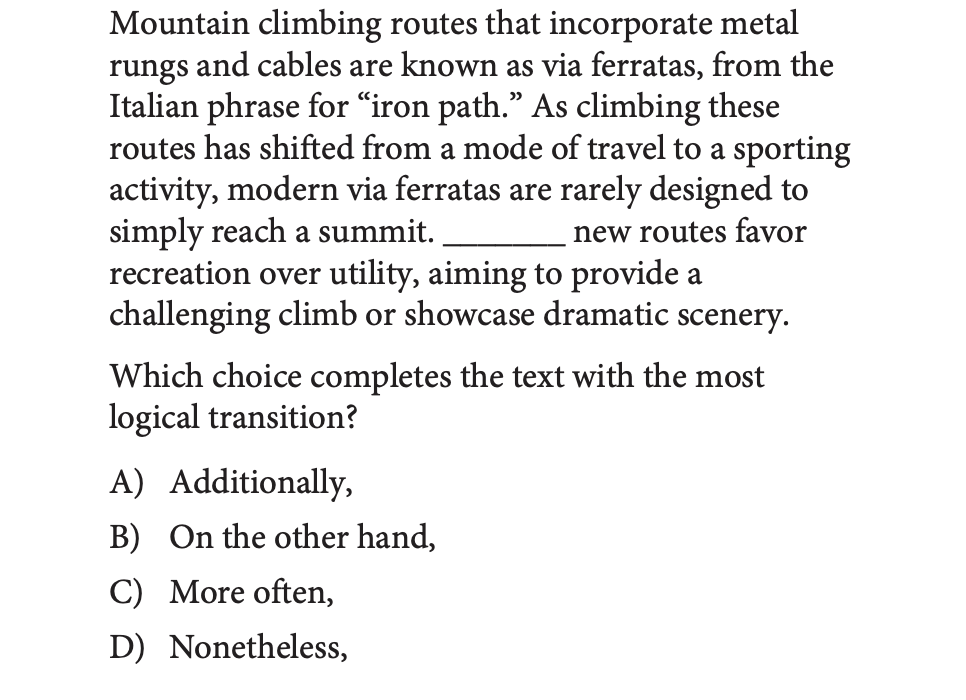 Mountain climbing routes that incorporate metal
rungs and cables are known as via ferratas, from the
Italian phrase for “iron path.” As climbing these
routes has shifted from a mode of travel to a sporting
activity, modern via ferratas are rarely designed to
simply reach a summit. _______ new routes favor
recreation over utility, aiming to provide a
challenging climb or showcase dramatic scenery.
Which choice completes the text with the most
logical transition?
A) Additionally,
B) On the other hand,
C) More often,
D) Nonetheless,